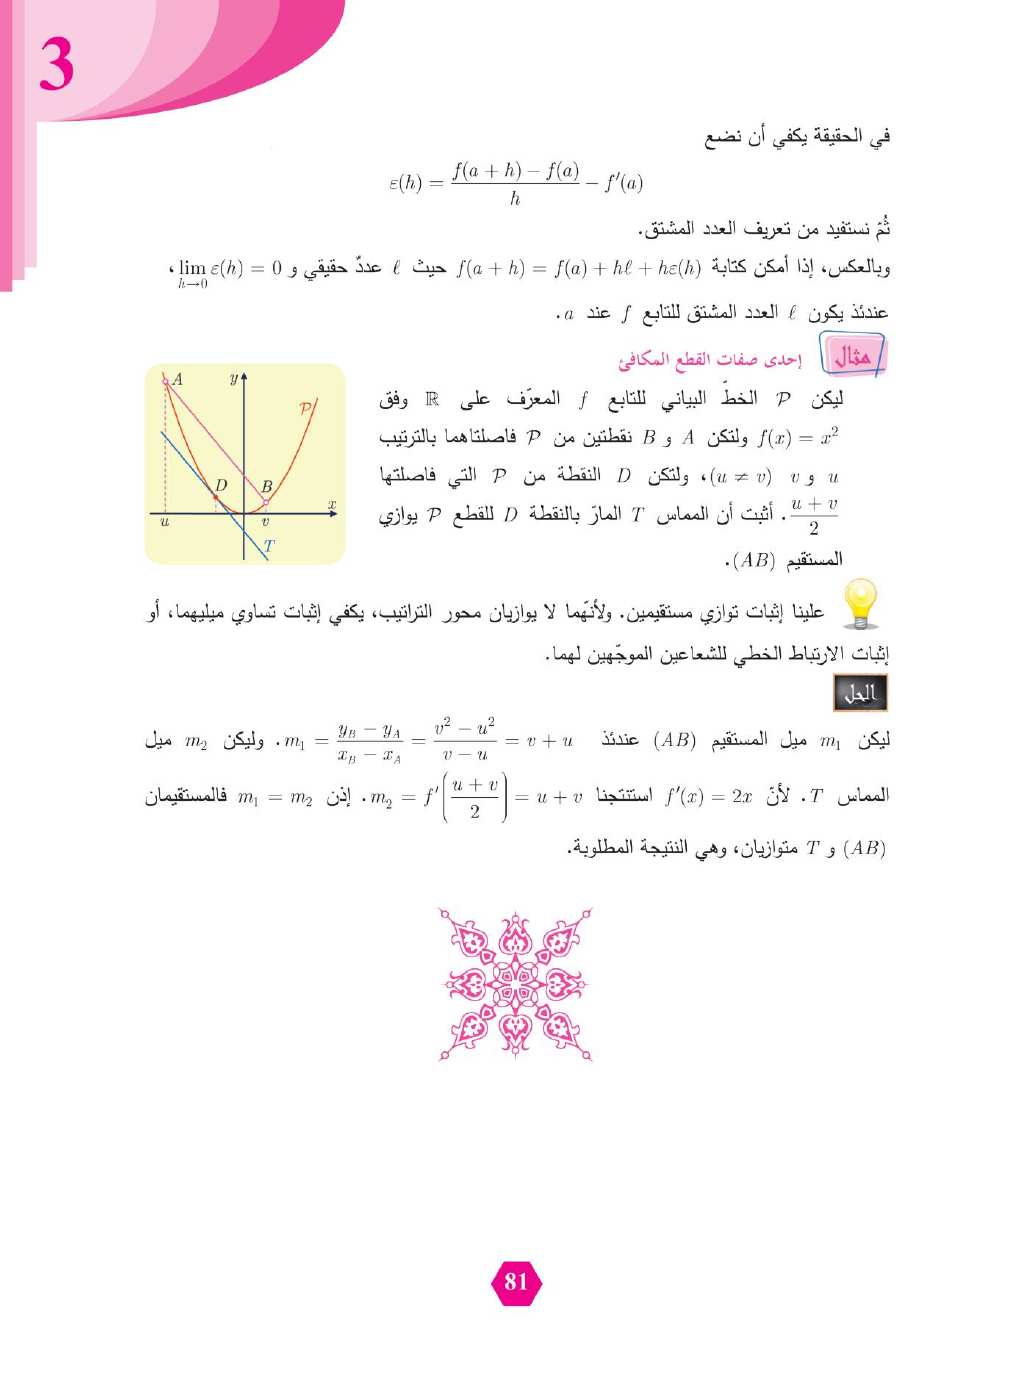 3
في الحقيقة يكفي أن نضع
ε(h) = (f(a + h) − f(a))/h − f′(a)
ثُمّ نستفيد من تعريف العدد المشتق.
وبالعكس، إذا أمكن كتابة f(a + h) = f(a) + hℓ + hε(h) حيث ℓ عددٌ حقيقي و lim_{h→0} ε(h) = 0،
عندئذ يكون ℓ العدد المشتق للتابع f عند a.
مثال إحدى صفات القطع المكافئ
ليكن P الخطّ البياني للتابع f المعرّف على ℝ وفق
f(x) = x² ولتكن A و B نقطتين من P فاصلتاهما بالترتيب
u و v (u ≠ v)، ولتكن D النقطة من P التي فاصلتها
(u + v)/2. أثبت أن المماس T المارّ بالنقطة D للقطع P يوازي
المستقيم (AB).
A y P
D B
u v x
T
علينا إثبات توازي مستقيمين. ولأنّهما لا يوازيان محور التراتيب، يكفي إثبات تساوي ميليهما، أو
إثبات الارتباط الخطي للشعاعين الموجّهين لهما.
الحل
ليكن m₁ ميل المستقيم (AB) عندئذ m₁ = (y_B − y_A)/(x_B − x_A) = (v² − u²)/(v − u) = v + u. وليكن m₂ ميل
المماس T. لأنّ f′(x) = 2x استنتجنا m₂ = f′((u + v)/2) = u + v. إذن m₁ = m₂ فالمستقيمان
(AB) و T متوازيان، وهي النتيجة المطلوبة.
81